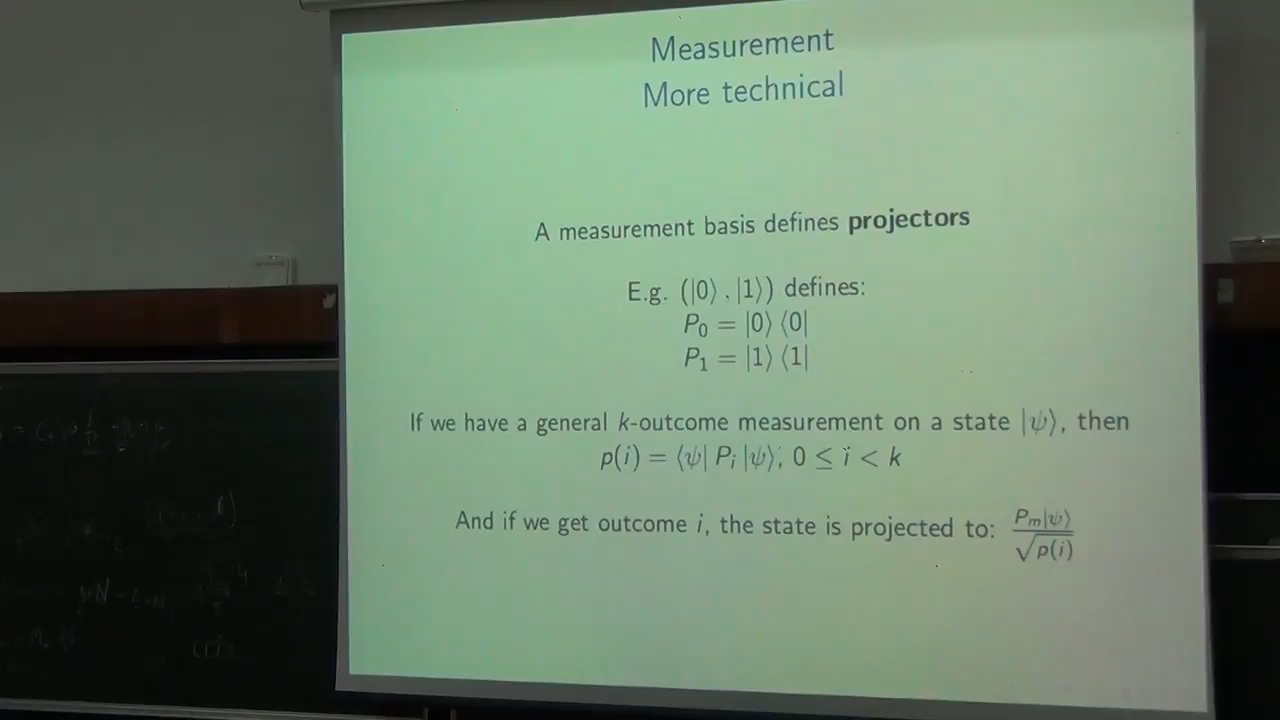 Measurement
More technical
A measurement basis defines projectors
E.g. (|0⟩ , |1⟩) defines:
P₀ = |0⟩ ⟨0|
P₁ = |1⟩ ⟨1|
If we have a general k-outcome measurement on a state |ψ⟩, then
p(i) = ⟨ψ| Pᵢ |ψ⟩, 0 ≤ i < k
And if we get outcome i, the state is projected to: Pₘ|ψ⟩ / √p(i)